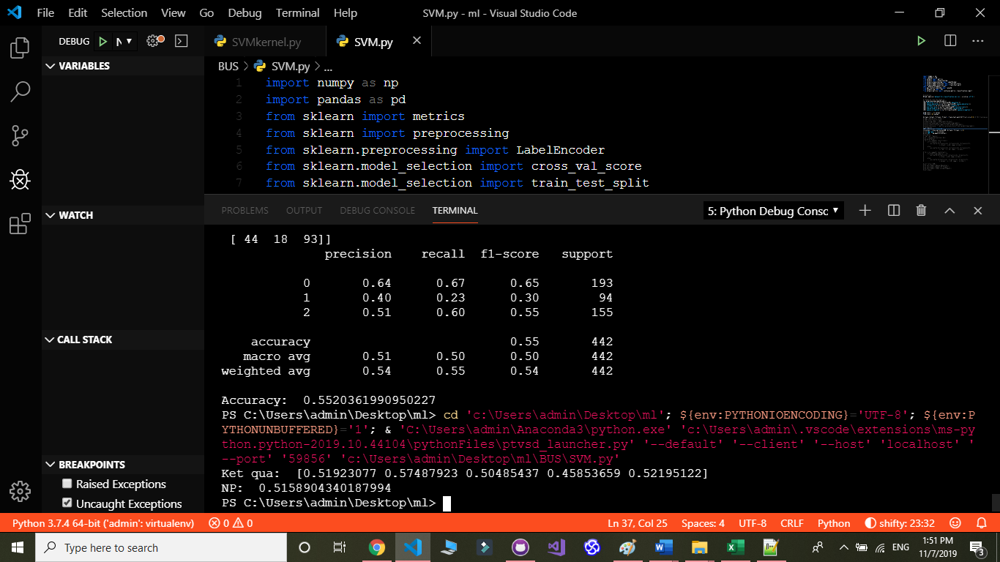 File Edit Selection View Go Debug Terminal Help SVM.py - ml - Visual Studio Code
DEBUG N
SVMkernel.py SVM.py
VARIABLES
WATCH
CALL STACK
BREAKPOINTS
Raised Exceptions
Uncaught Exceptions
BUS > SVM.py > ...
1 import numpy as np
2 import pandas as pd
3 from sklearn import metrics
4 from sklearn import preprocessing
5 from sklearn.preprocessing import LabelEncoder
6 from sklearn.model_selection import cross_val_score
7 from sklearn.model_selection import train_test_split
PROBLEMS OUTPUT DEBUG CONSOLE TERMINAL 5: Python Debug Consc
[ 44 18 93]]
precision recall f1-score support
0 0.64 0.67 0.65 193
1 0.40 0.23 0.30 94
2 0.51 0.60 0.55 155
accuracy 0.55 442
macro avg 0.51 0.50 0.50 442
weighted avg 0.54 0.55 0.54 442
Accuracy: 0.5520361990950227
PS C:\Users\admin\Desktop\ml> cd 'c:\Users\admin\Desktop\ml'; ${env:PYTHONIOENCODING}='UTF-8'; ${env:P
YTHONUNBUFFERED}='1'; & 'C:\Users\admin\Anaconda3\python.exe' 'c:\Users\admin\.vscode\extensions\ms-py
thon.python-2019.10.44104\pythonFiles\ptvsd_launcher.py' '--default' '--client' '--host' 'localhost' '
--port' '59856' 'c:\Users\admin\Desktop\ml\BUS\SVM.py'
Ket qua: [0.51923077 0.57487923 0.50485437 0.45853659 0.52195122]
NP: 0.5158904340187994
PS C:\Users\admin\Desktop\ml>
Python 3.7.4 64-bit ('admin': virtualenv) 0 0 Ln 37, Col 25 Spaces: 4 UTF-8 CRLF Python shifty: 23:32
Type here to search ENG 1:51 PM
11/7/2019 3